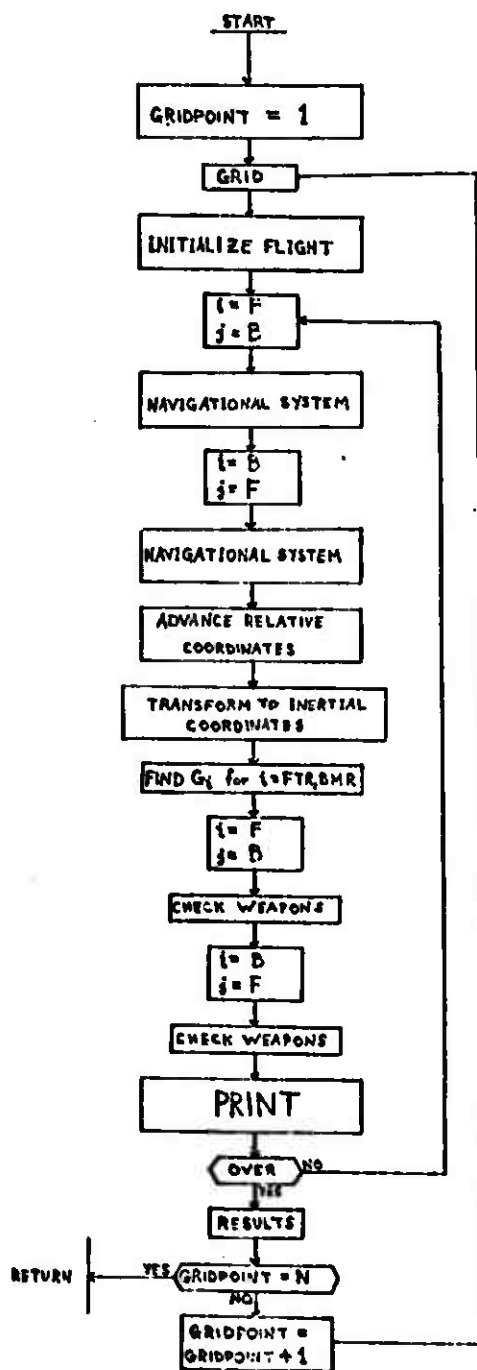 START
GRIDPOINT = 1
GRID
INITIALIZE FLIGHT
i = F
j = B
NAVIGATIONAL SYSTEM
i = B
j = F
NAVIGATIONAL SYSTEM
ADVANCE RELATIVE
COORDINATES
TRANSFORM TO INERTIAL
COORDINATES
FIND Gi for i=FTR,BMR
i = F
j = B
CHECK WEAPONS
i = B
j = F
CHECK WEAPONS
PRINT
OVER NO
YES
RESULTS
RETURN YES GRIDPOINT = N
NO
GRIDPOINT =
GRIDPOINT + 1